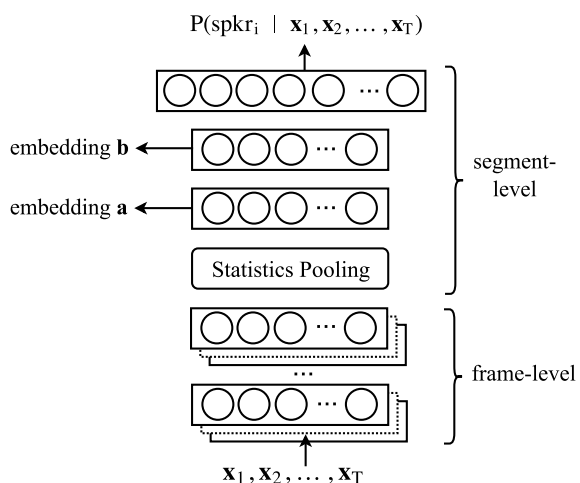 P(spkr_i | x_1, x_2, ..., x_T)
...
embedding b
...
segment-
level
embedding a
...
Statistics Pooling
...
...
frame-level
...
x_1, x_2, ..., x_T